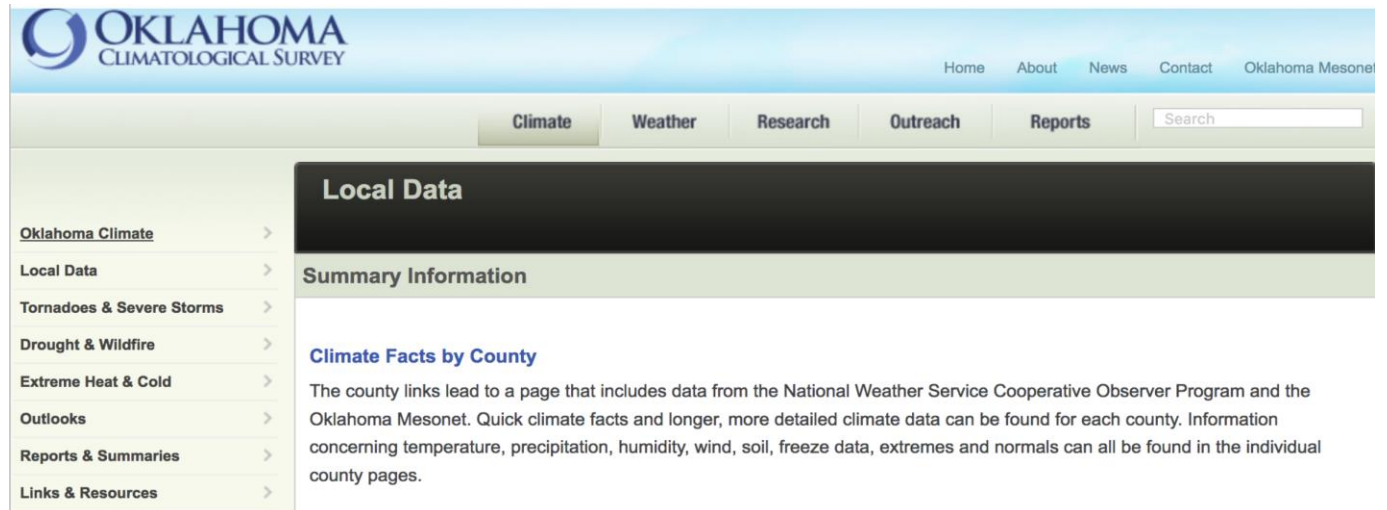 OKLAHOMA
CLIMATOLOGICAL SURVEY
Home About News Contact Oklahoma Mesonet
Climate Weather Research Outreach Reports Search
Local Data
Oklahoma Climate
Local Data
Tornadoes & Severe Storms
Drought & Wildfire
Extreme Heat & Cold
Outlooks
Reports & Summaries
Links & Resources
Summary Information
Climate Facts by County
The county links lead to a page that includes data from the National Weather Service Cooperative Observer Program and the
Oklahoma Mesonet. Quick climate facts and longer, more detailed climate data can be found for each county. Information
concerning temperature, precipitation, humidity, wind, soil, freeze data, extremes and normals can all be found in the individual
county pages.